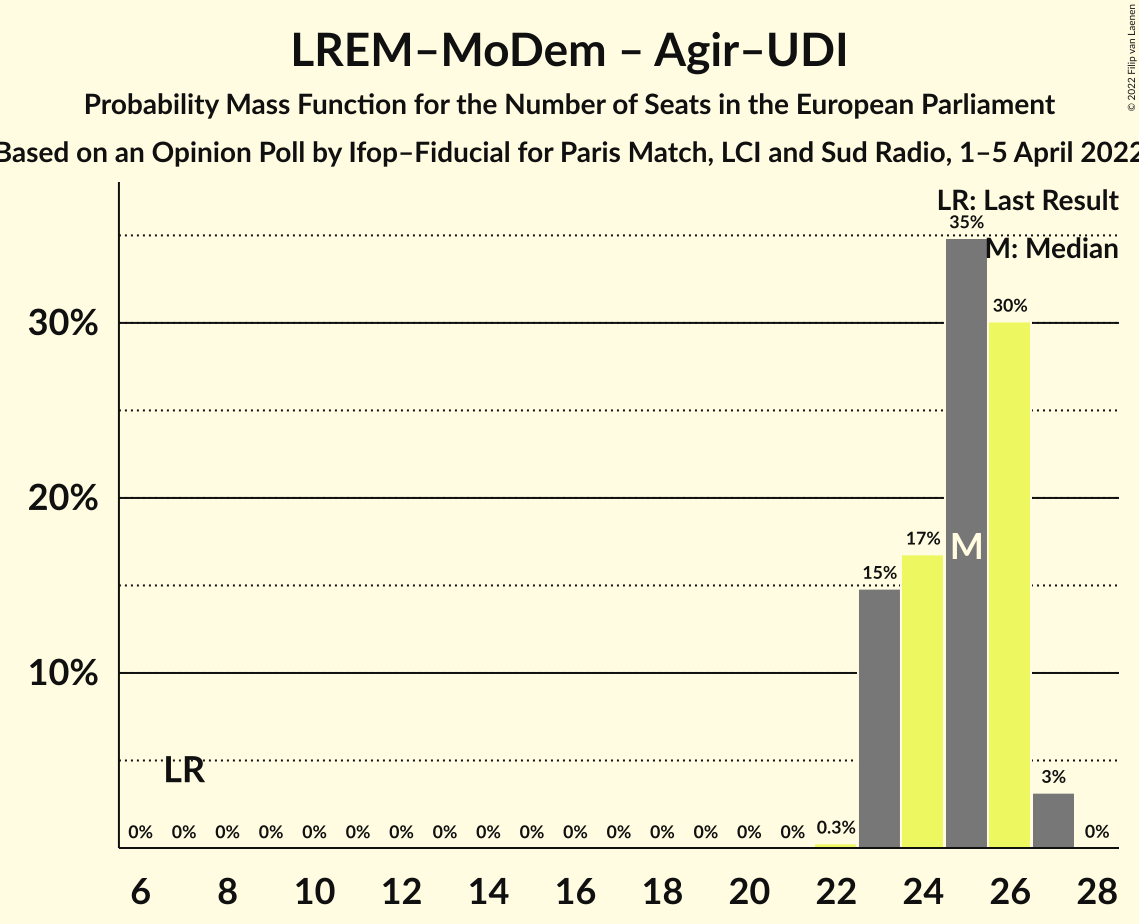 LREM–MoDem – Agir–UDI
Probability Mass Function for the Number of Seats in the European Parliament
Based on an Opinion Poll by Ifop–Fiducial for Paris Match, LCI and Sud Radio, 1–5 April 2022
© 2022 Filip van Laenen
LR: Last Result
35%
M: Median
30%
30%
20%
17%
M
15%
10%
LR
3%
0% 0% 0% 0% 0% 0% 0% 0% 0% 0% 0% 0% 0% 0% 0% 0% 0.3% 0%
6 8 10 12 14 16 18 20 22 24 26 28